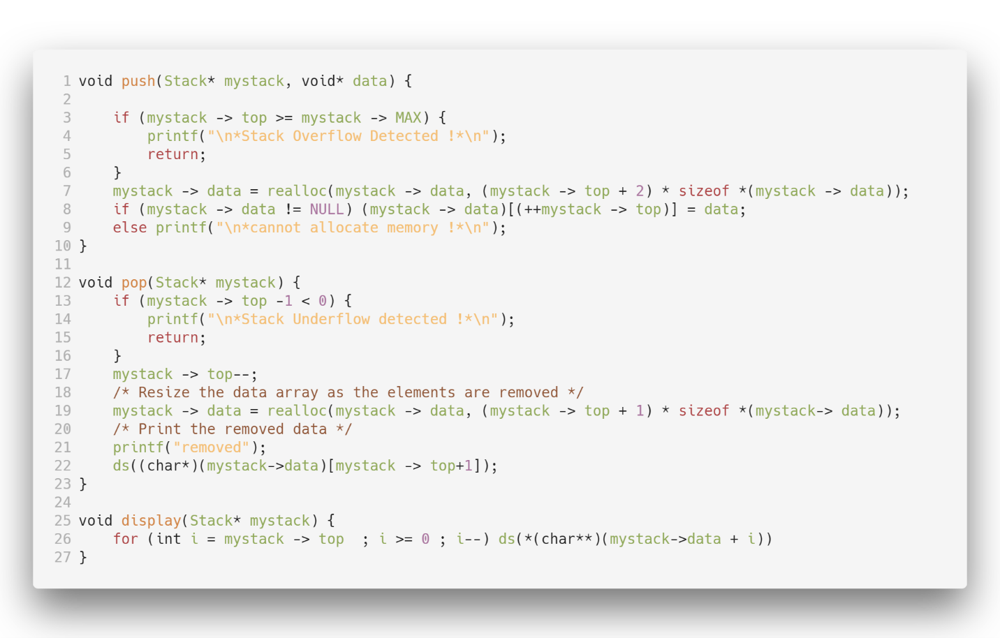 1 void push(Stack* mystack, void* data) {
2
3     if (mystack -> top >= mystack -> MAX) {
4         printf("\n*Stack Overflow Detected !*\n");
5         return;
6     }
7     mystack -> data = realloc(mystack -> data, (mystack -> top + 2) * sizeof *(mystack -> data));
8     if (mystack -> data != NULL) (mystack -> data)[(++mystack -> top)] = data;
9     else printf("\n*cannot allocate memory !*\n");
10 }
11
12 void pop(Stack* mystack) {
13     if (mystack -> top -1 < 0) {
14         printf("\n*Stack Underflow detected !*\n");
15         return;
16     }
17     mystack -> top--;
18     /* Resize the data array as the elements are removed */
19     mystack -> data = realloc(mystack -> data, (mystack -> top + 1) * sizeof *(mystack-> data));
20     /* Print the removed data */
21     printf("removed");
22     ds((char*)(mystack->data)[mystack -> top+1]);
23 }
24
25 void display(Stack* mystack) {
26     for (int i = mystack -> top  ; i >= 0 ; i--) ds(*(char**)(mystack->data + i))
27 }